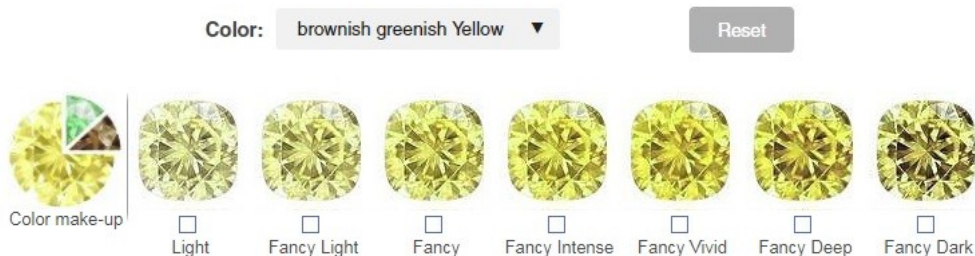 Color: brownish greenish Yellow ▼ Reset
Color make-up
Light Fancy Light Fancy Fancy Intense Fancy Vivid Fancy Deep Fancy Dark